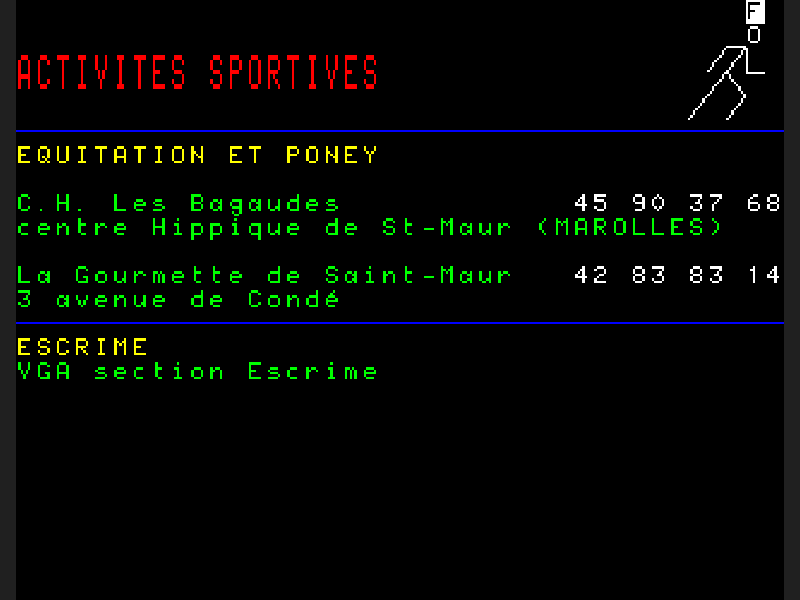 F
ACTIVITES SPORTIVES
EQUITATION ET PONEY
C.H. Les Bagaudes 45 90 37 68
centre Hippique de St-Maur (MAROLLES)
La Gourmette de Saint-Maur 42 83 83 14
3 avenue de Condé
ESCRIME
VGA section Escrime